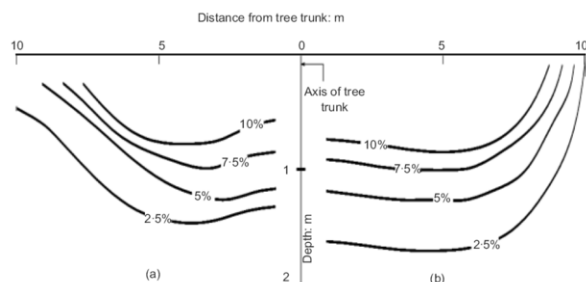 Distance from tree trunk: m
10 5 0 5 10
Axis of tree
trunk
10% 10%
7·5% 1 7·5%
5% 5%
2·5% 2·5%
Depth: m
(a) 2 (b)